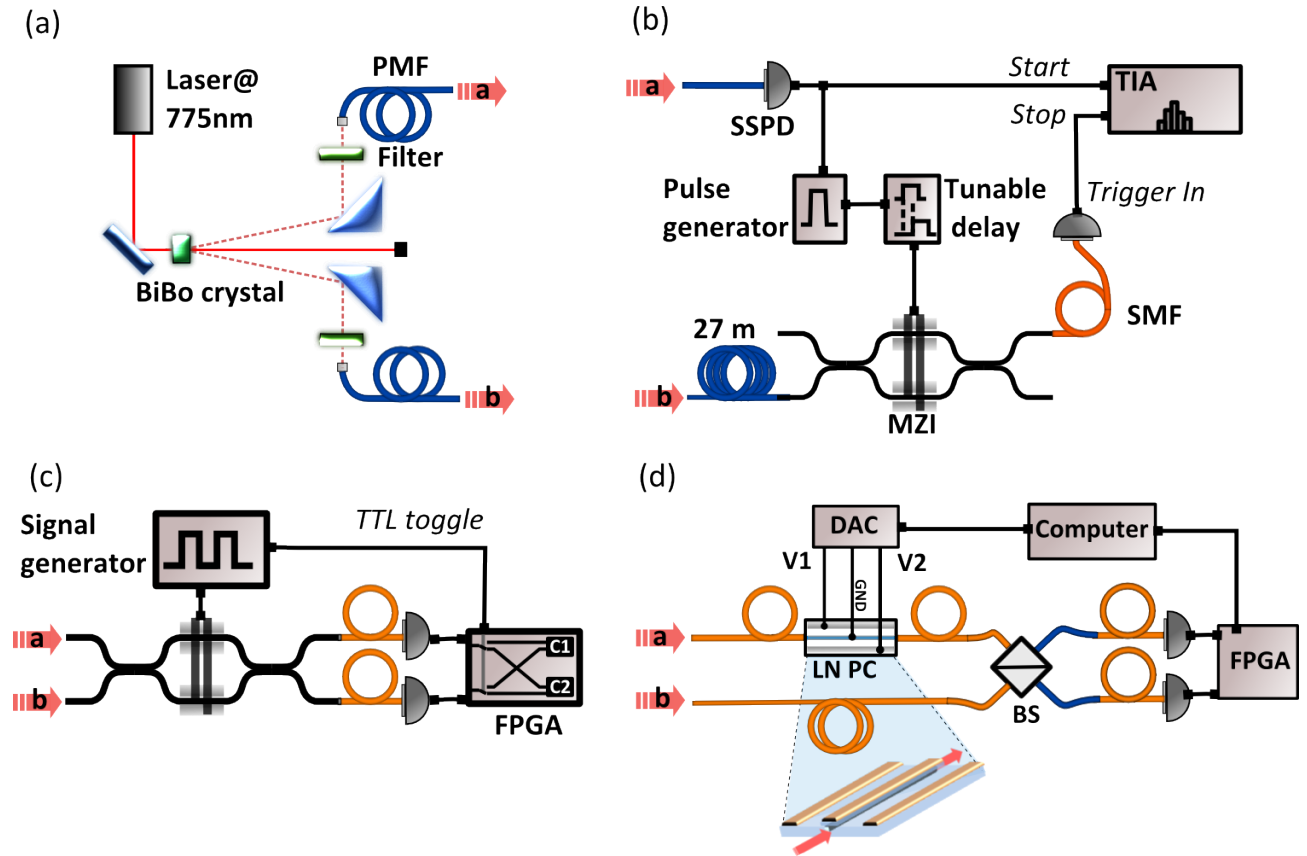 (a)
Laser@
775nm
PMF
a
Filter
BiBo crystal
b
(b)
a
SSPD
Start
Stop
TIA
Pulse
generator
Tunable
delay
Trigger In
27 m
SMF
b
MZI
(c)
Signal
generator
TTL toggle
a
b
C1
C2
FPGA
(d)
DAC
Computer
V1
GND
V2
a
LN PC
b
BS
FPGA